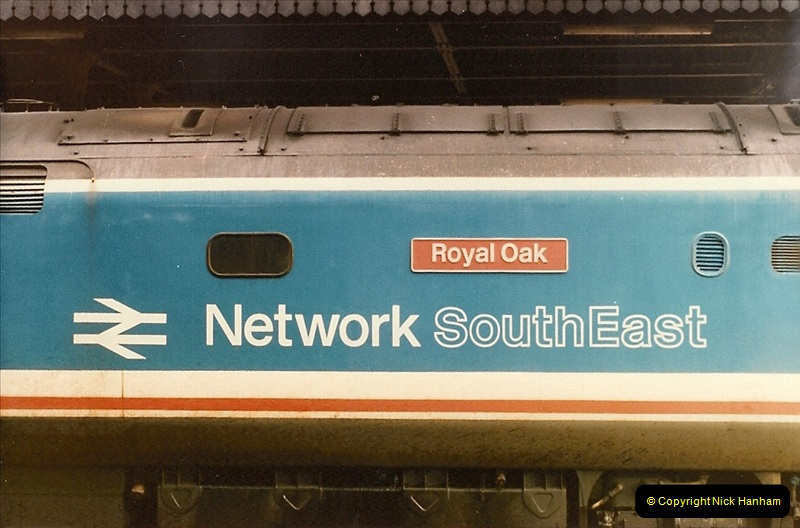 Royal Oak
Network SouthEast
© Copyright Nick Hanham